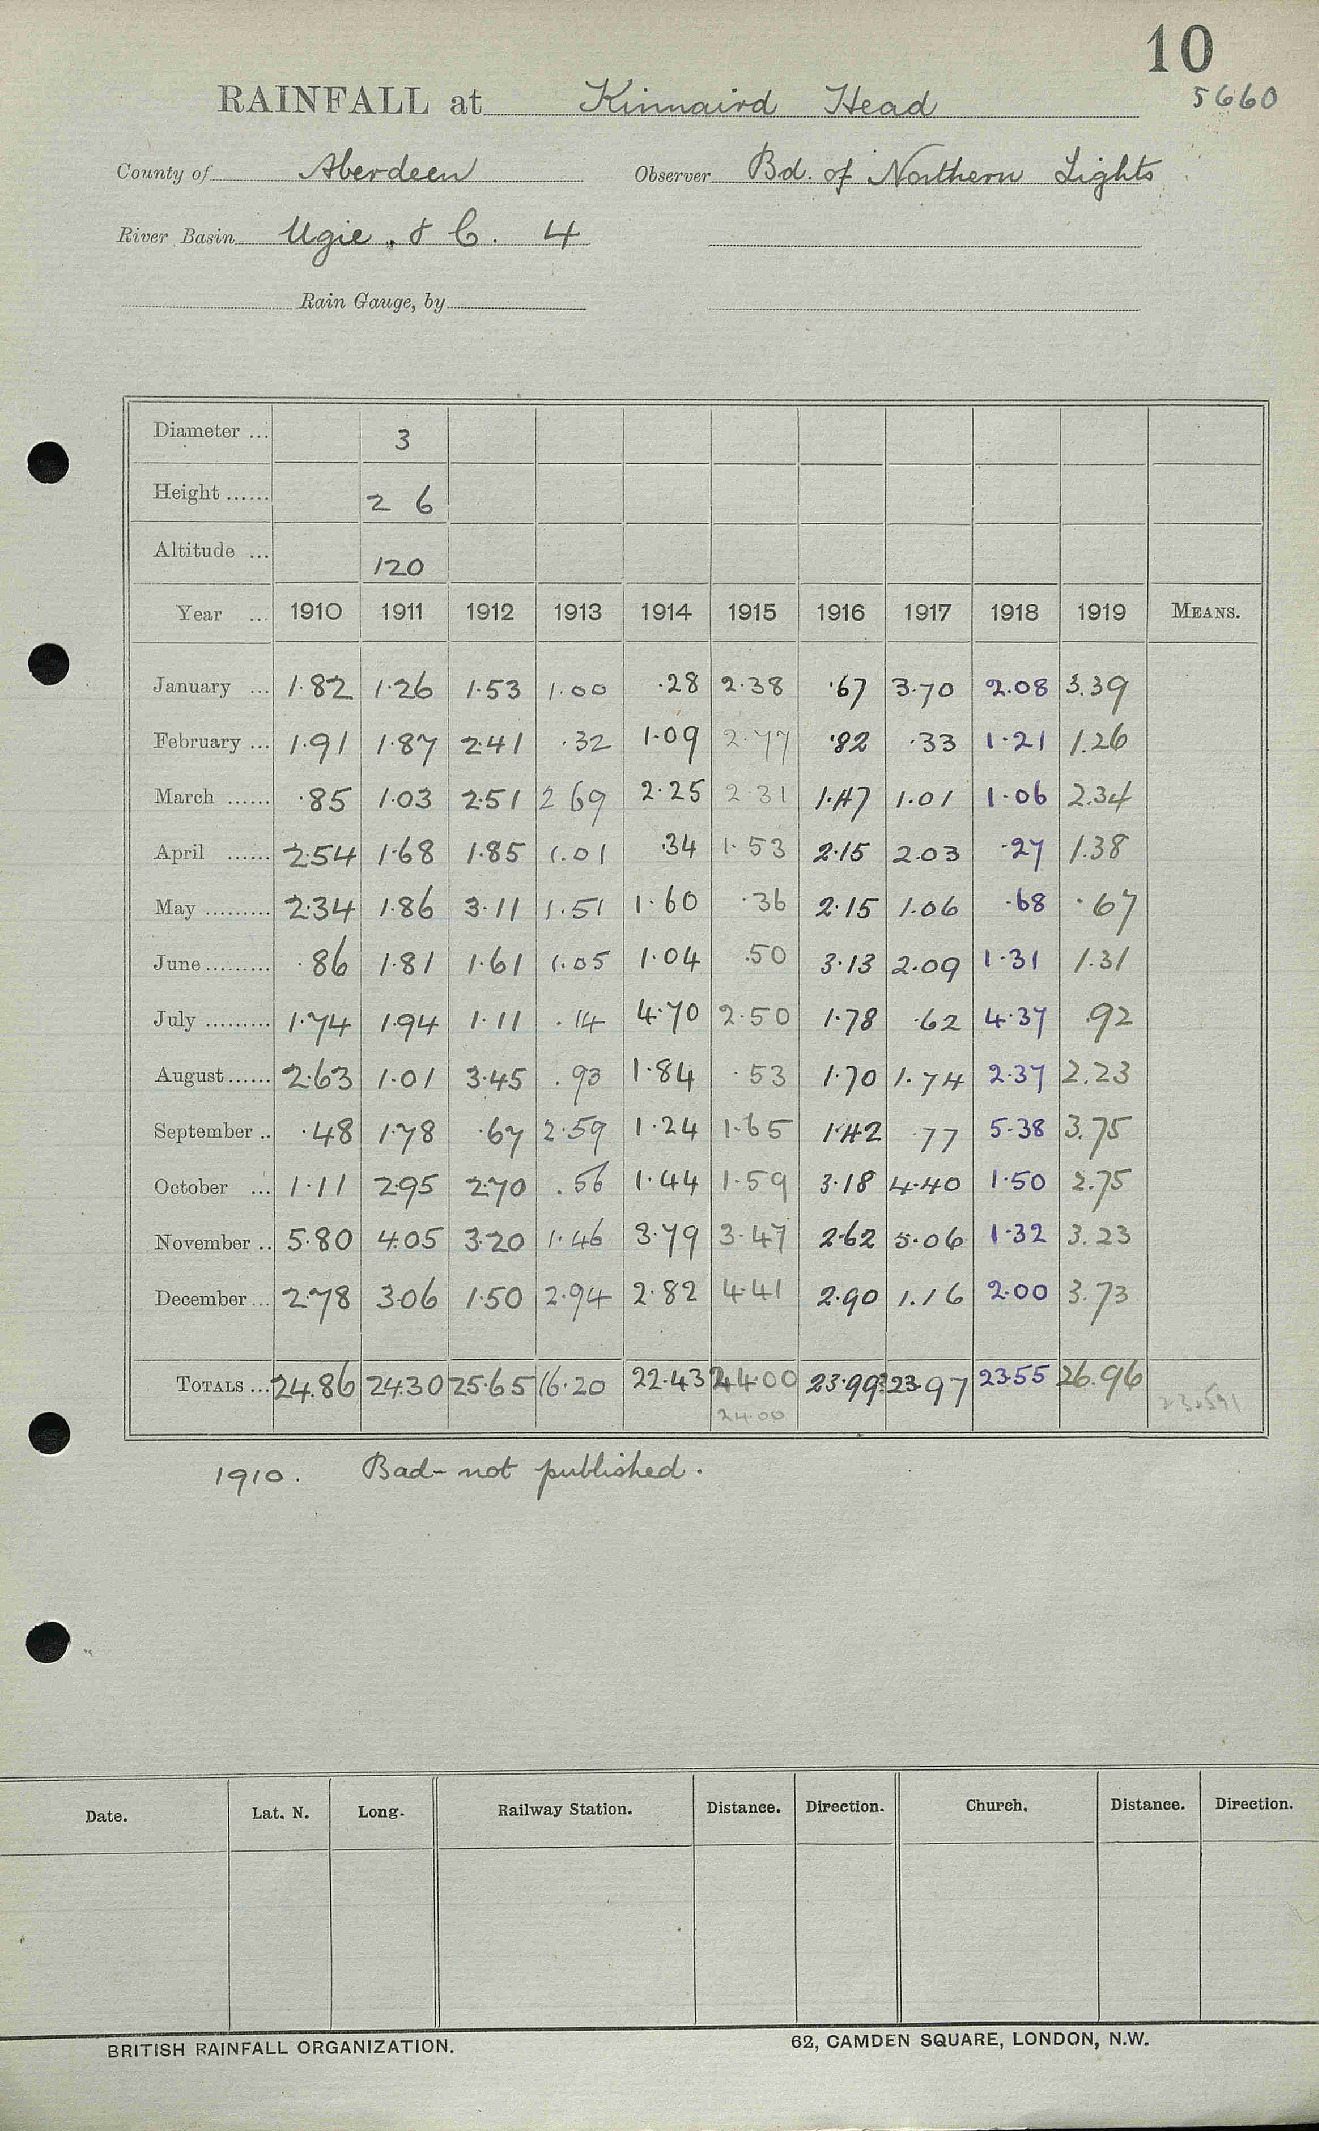 10
RAINFALL at Kinnaird Head 5660
County of Aberdeen Observer Bd. of Northern Lights
River Basin Ugie, & C. 4
Rain Gauge, by
Diameter ... 3
Height ...... 2 6
Altitude ... 120
Year ... 1910 1911 1912 1913 1914 1915 1916 1917 1918 1919 MEANS.
January ... 1.82 1.26 1.53 1.00 .28 2.38 .67 3.70 2.08 3.39
February ... 1.91 1.87 2.41 .32 1.09 2.77 .82 .33 1.21 1.26
March ...... .85 1.03 2.51 2 69 2.25 2 31 1.47 1.01 1.06 2.34
April ...... 2.54 1.68 1.85 1.01 .34 1.53 2.15 2.03 .27 1.38
May ......... 2.34 1.86 3.11 1.51 1.60 .36 2.15 1.06 .68 .67
June ......... .86 1.81 1.61 1.05 1.04 .50 3.13 2.09 1.31 1.31
July ......... 1.74 1.94 1.11 .14 4.70 2.50 1.78 .62 4.37 .92
August ...... 2.63 1.01 3.45 .93 1.84 .53 1.70 1.74 2.37 2.23
September .. .48 1.78 .67 2.59 1.24 1.65 1.42 .77 5.38 3.75
October ... 1.11 2.95 2.70 .56 1.44 1.59 3.18 4.40 1.50 2.75
November .. 5.80 4.05 3.20 1.46 3.79 3.47 2.62 5.06 1.32 3.23
December ... 2.78 3.06 1.50 2.94 2.82 4.41 2.90 1.16 2.00 3.73
TOTALS ... 24.86 24.30 25.65 16.20 22.43 24.00 23.99 23.97 23.55 26.96
24.00 23.591
1910. Bad - not published.
Date. Lat. N. Long. Railway Station. Distance. Direction. Church. Distance. Direction.
BRITISH RAINFALL ORGANIZATION. 62, CAMDEN SQUARE, LONDON, N.W.